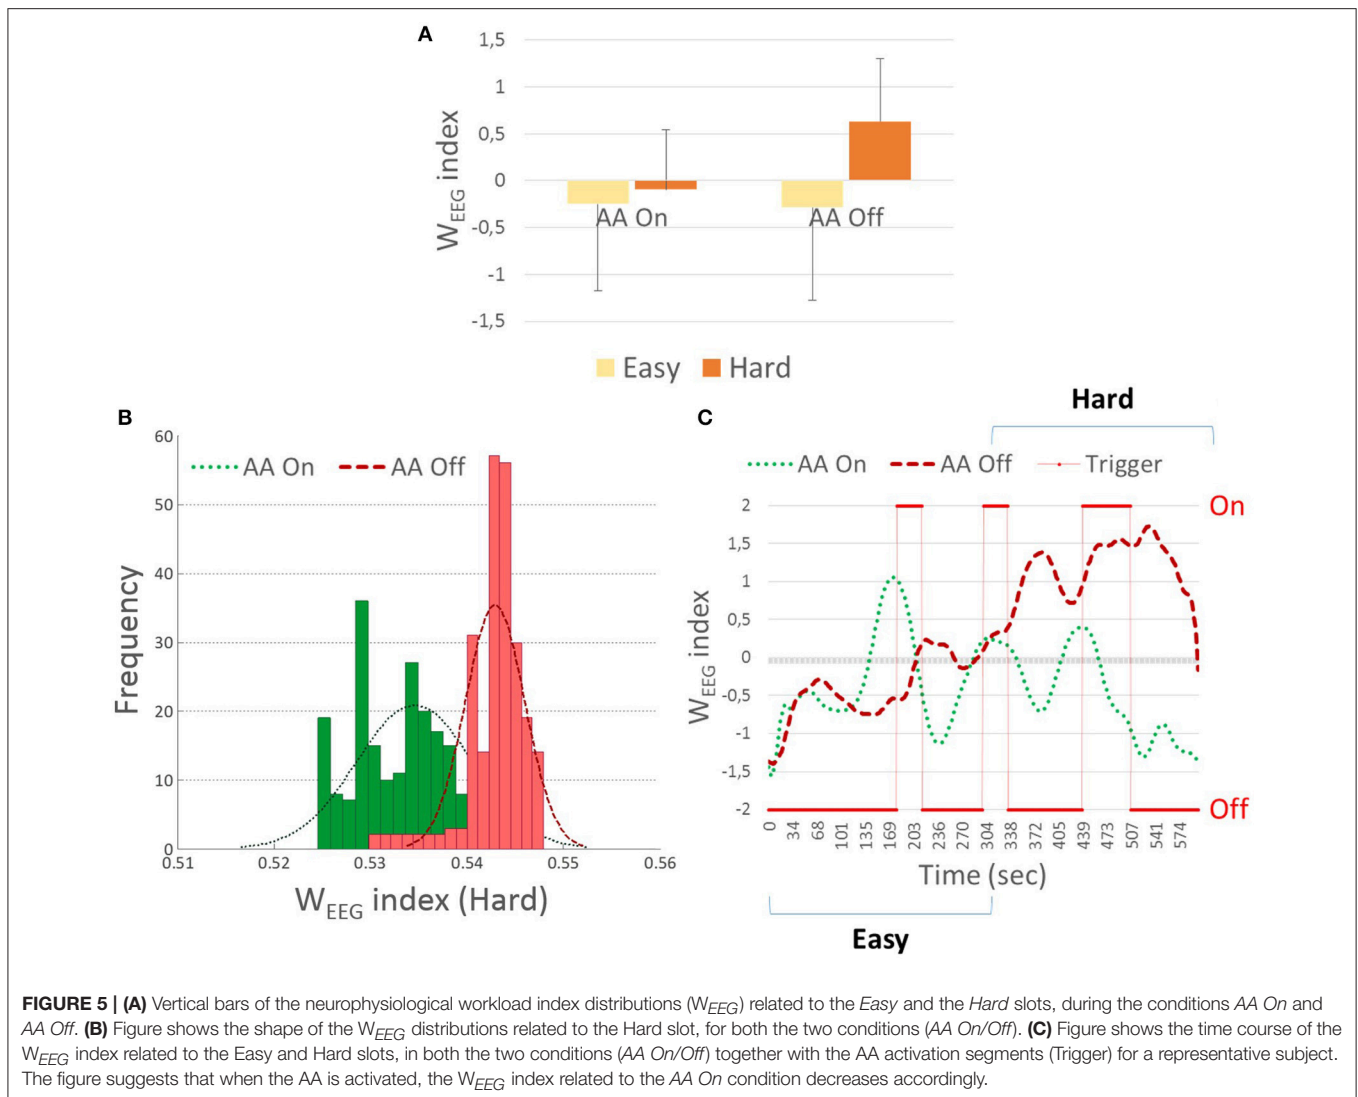 A
1,5
1
0,5
0
-0,5
-1
-1,5
W_EEG index
AA On
AA Off
Easy
Hard
B
60
50
40
30
20
10
0
Frequency
AA On
AA Off
0.51
0.52
0.53
0.54
0.55
0.56
W_EEG index (Hard)
C
Hard
AA On
AA Off
Trigger
2
1,5
1
0,5
0
-0,5
-1
-1,5
-2
On
Off
W_EEG index
0
34
68
101
135
169
203
236
270
304
338
372
405
439
473
507
541
574
Time (sec)
Easy
FIGURE 5 | (A) Vertical bars of the neurophysiological workload index distributions (W_EEG) related to the Easy and the Hard slots, during the conditions AA On and
AA Off. (B) Figure shows the shape of the W_EEG distributions related to the Hard slot, for both the two conditions (AA On/Off). (C) Figure shows the time course of the
W_EEG index related to the Easy and Hard slots, in both the two conditions (AA On/Off) together with the AA activation segments (Trigger) for a representative subject.
The figure suggests that when the AA is activated, the W_EEG index related to the AA On condition decreases accordingly.